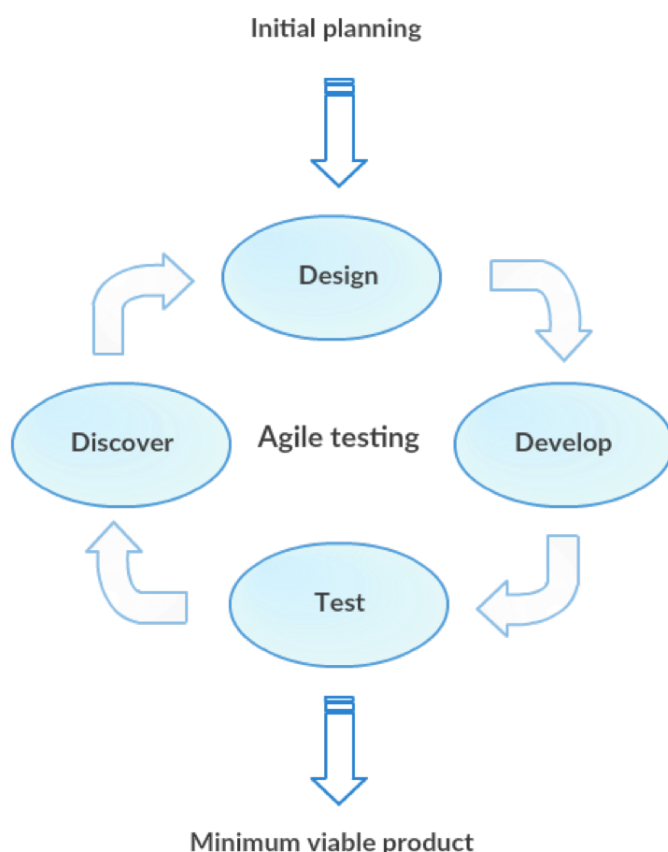 Initial planning
Design
Discover
Agile testing
Develop
Test
Minimum viable product